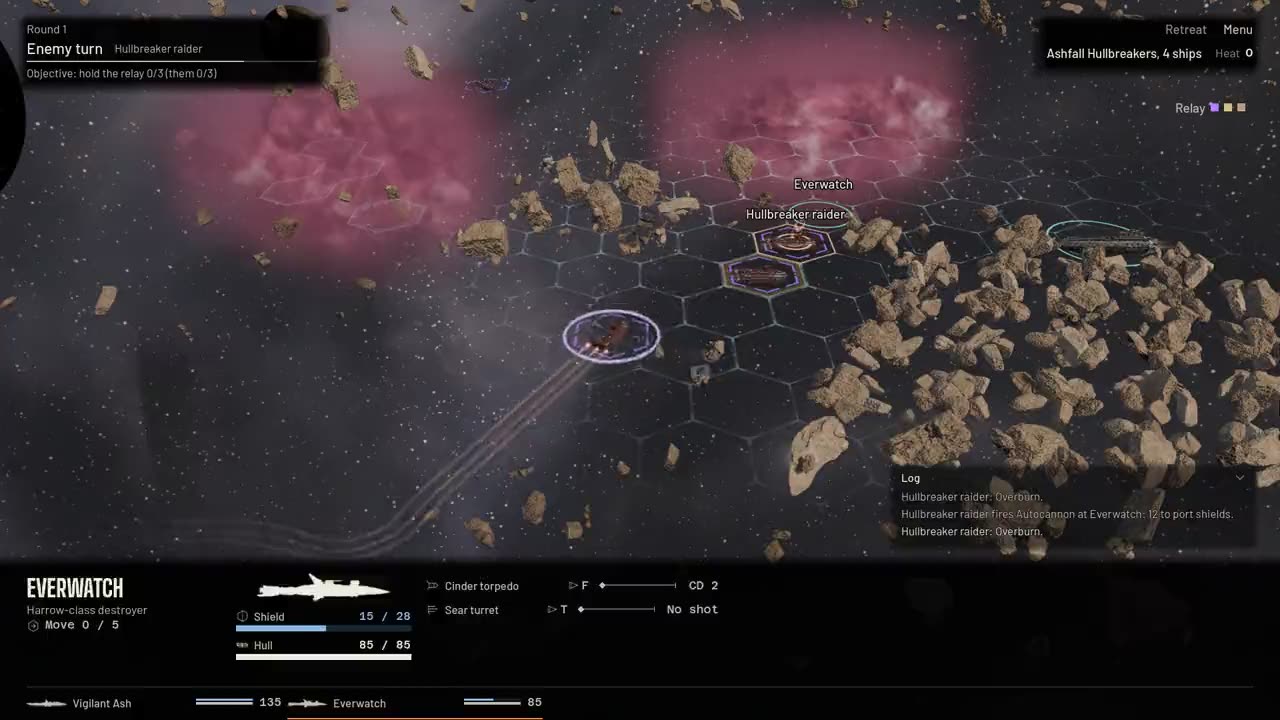 Round 1
Enemy turn Hullbreaker raider
Objective: hold the relay 0/3 (them 0/3)
Retreat Menu
Ashfall Hullbreakers, 4 ships Heat 0
Relay
Everwatch
Hullbreaker raider
Log
Hullbreaker raider: Overburn.
Hullbreaker raider fires Autocannon at Everwatch: 12 to port shields.
Hullbreaker raider: Overburn.
EVERWATCH
Harrow-class destroyer
Move 0 / 5
Shield 15 / 28
Hull 85 / 85
Cinder torpedo F CD 2
Sear turret T No shot
Vigilant Ash 135 Everwatch 85